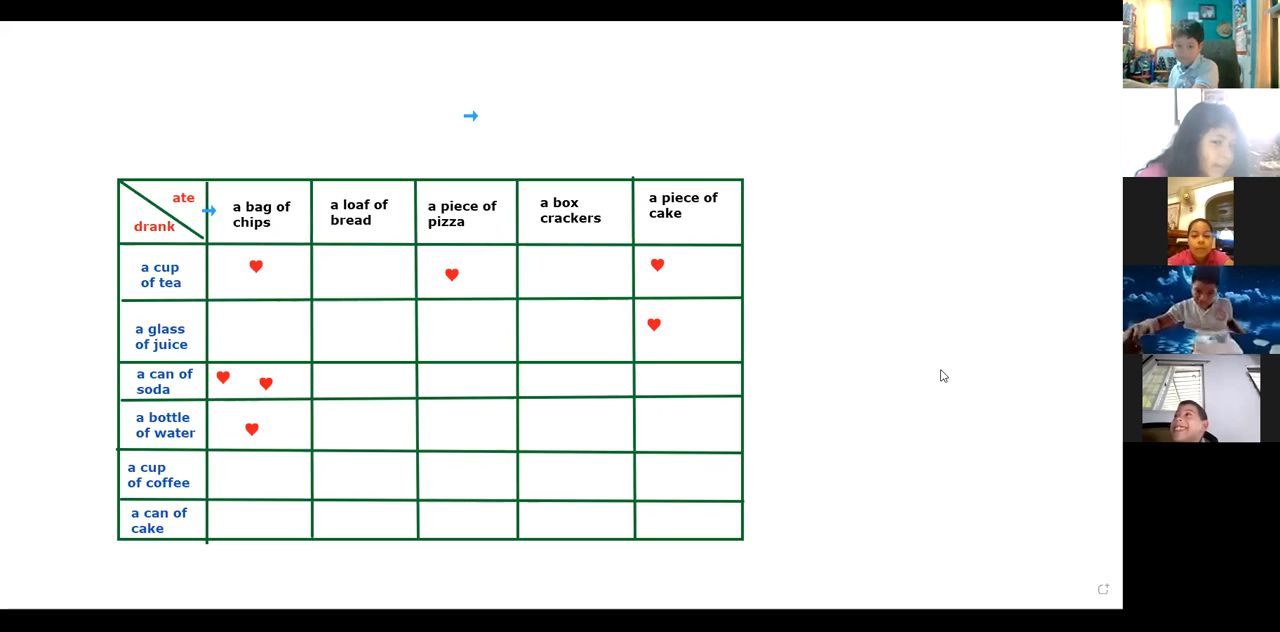 ate
drank
a bag of
chips
a loaf of
bread
a piece of
pizza
a box
crackers
a piece of
cake
a cup
of tea
a glass
of juice
a can of
soda
a bottle
of water
a cup
of coffee
a can of
cake